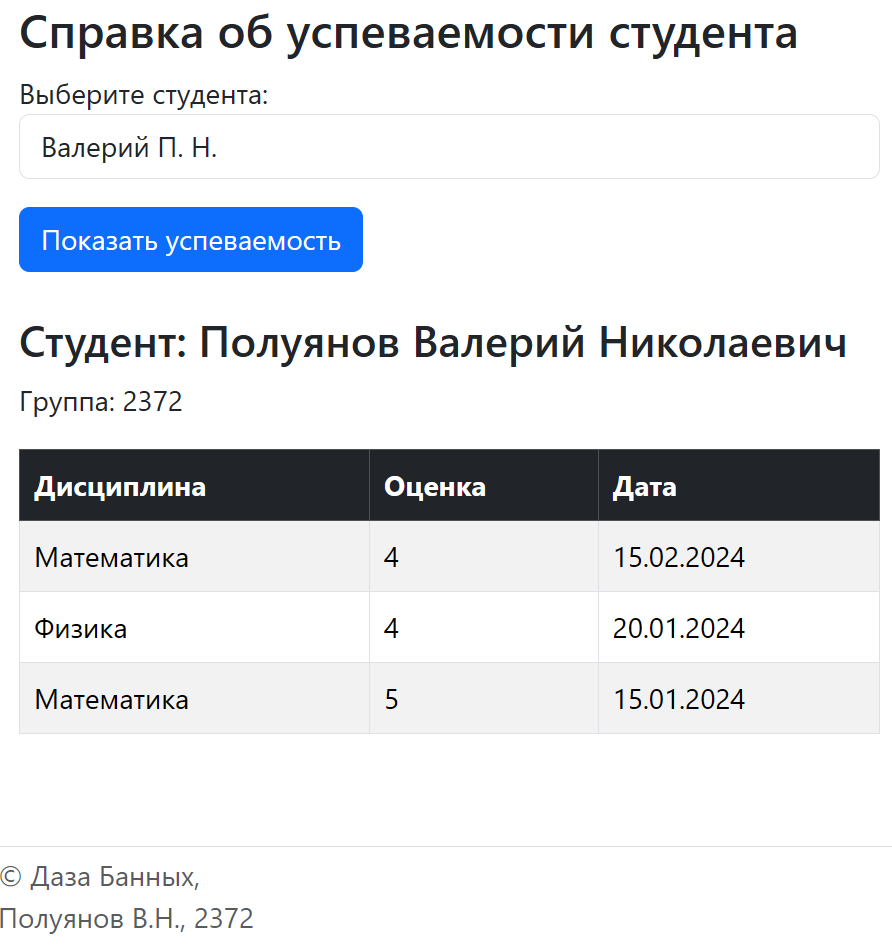 Справка об успеваемости студента
Выберите студента:
Валерий П. Н.
Показать успеваемость
Студент: Полуянов Валерий Николаевич
Группа: 2372
Дисциплина Оценка Дата
Математика 4 15.02.2024
Физика 4 20.01.2024
Математика 5 15.01.2024
© Даза Банных,
Полуянов В.Н., 2372